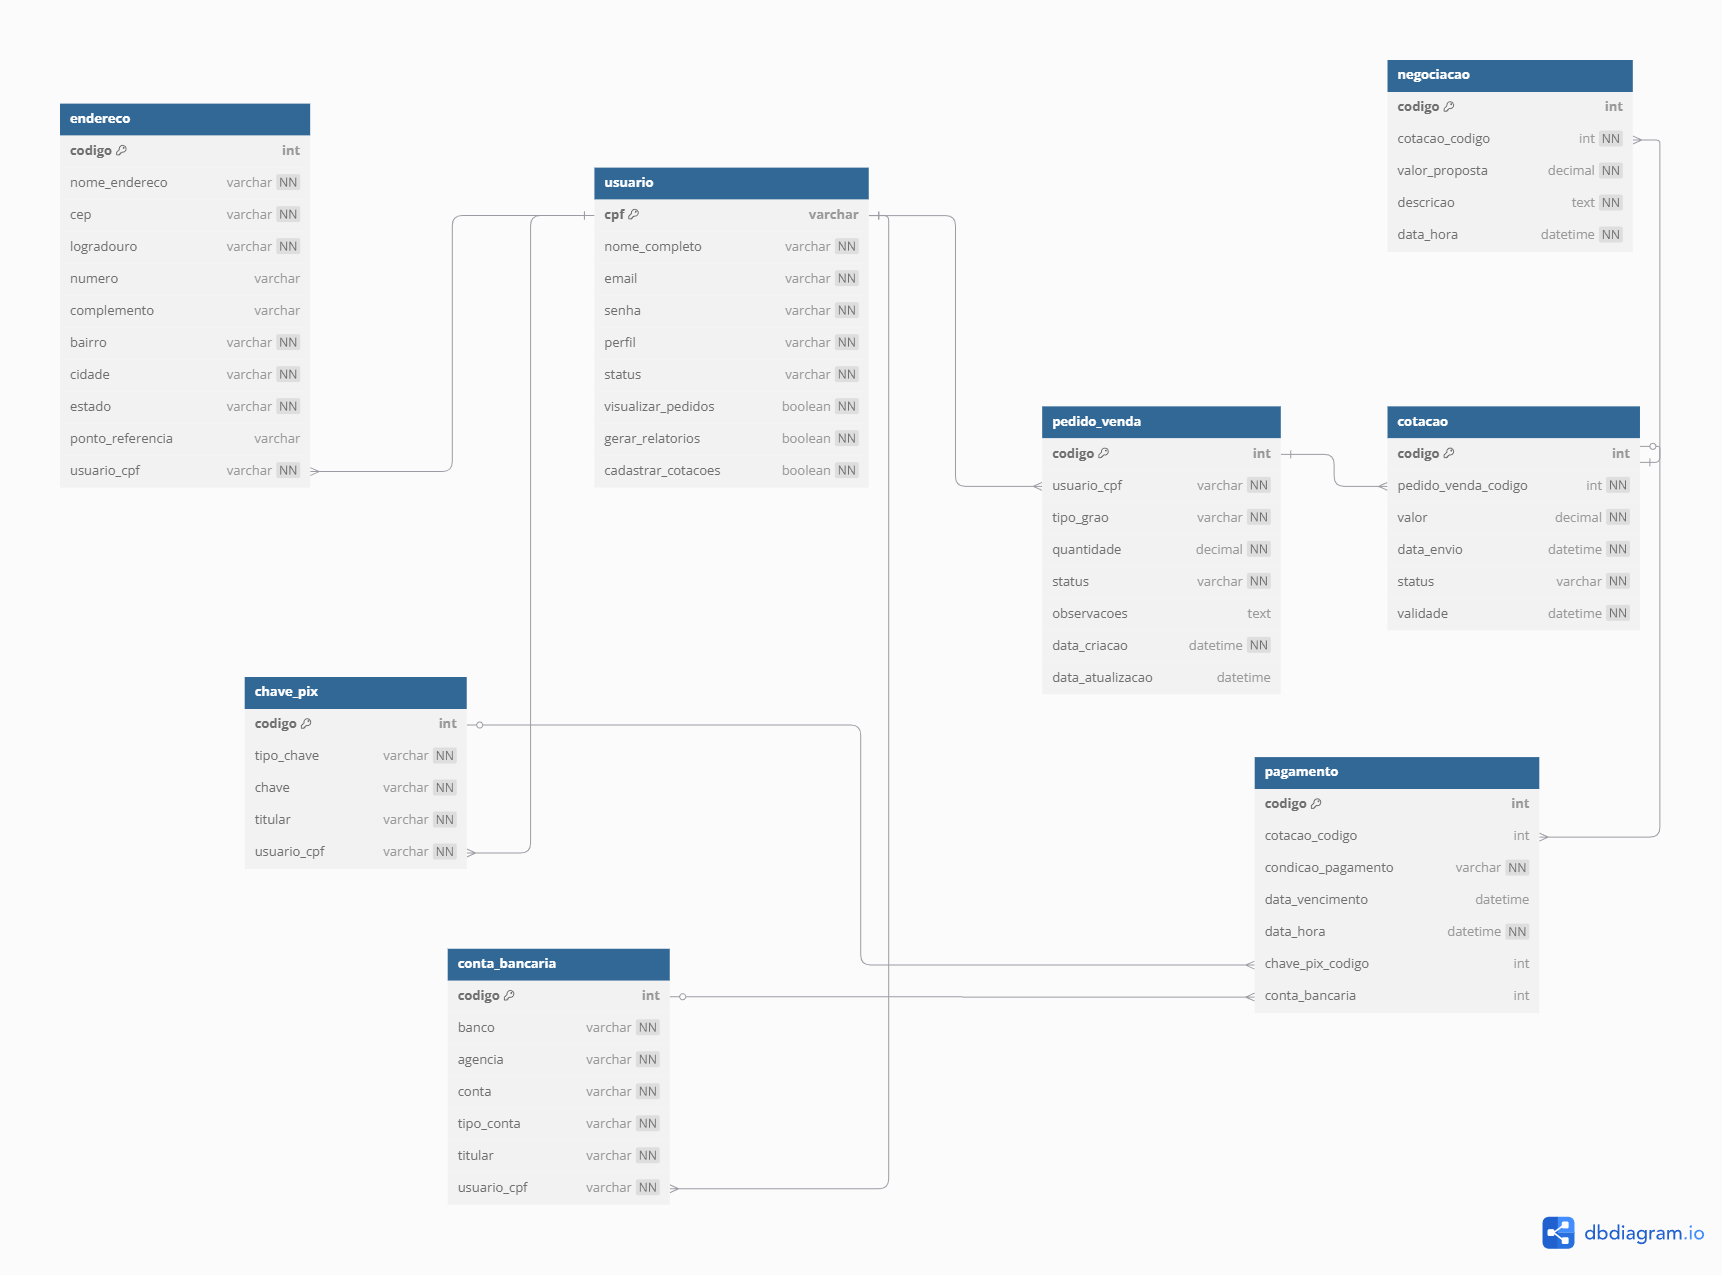 endereco
codigo int
nome_endereco varchar NN
cep varchar NN
logradouro varchar NN
numero varchar
complemento varchar
bairro varchar NN
cidade varchar NN
estado varchar NN
ponto_referencia varchar
usuario_cpf varchar NN
usuario
cpf varchar
nome_completo varchar NN
email varchar NN
senha varchar NN
perfil varchar NN
status varchar NN
visualizar_pedidos boolean NN
gerar_relatorios boolean NN
cadastrar_cotacoes boolean NN
negociacao
codigo int
cotacao_codigo int NN
valor_proposta decimal NN
descricao text NN
data_hora datetime NN
pedido_venda
codigo int
usuario_cpf varchar NN
tipo_grao varchar NN
quantidade decimal NN
status varchar NN
observacoes text
data_criacao datetime NN
data_atualizacao datetime
cotacao
codigo int
pedido_venda_codigo int NN
valor decimal NN
data_envio datetime NN
status varchar NN
validade datetime NN
chave_pix
codigo int
tipo_chave varchar NN
chave varchar NN
titular varchar NN
usuario_cpf varchar NN
pagamento
codigo int
cotacao_codigo int
condicao_pagamento varchar NN
data_vencimento datetime
data_hora datetime NN
chave_pix_codigo int
conta_bancaria int
conta_bancaria
codigo int
banco varchar NN
agencia varchar NN
conta varchar NN
tipo_conta varchar NN
titular varchar NN
usuario_cpf varchar NN
dbdiagram.io